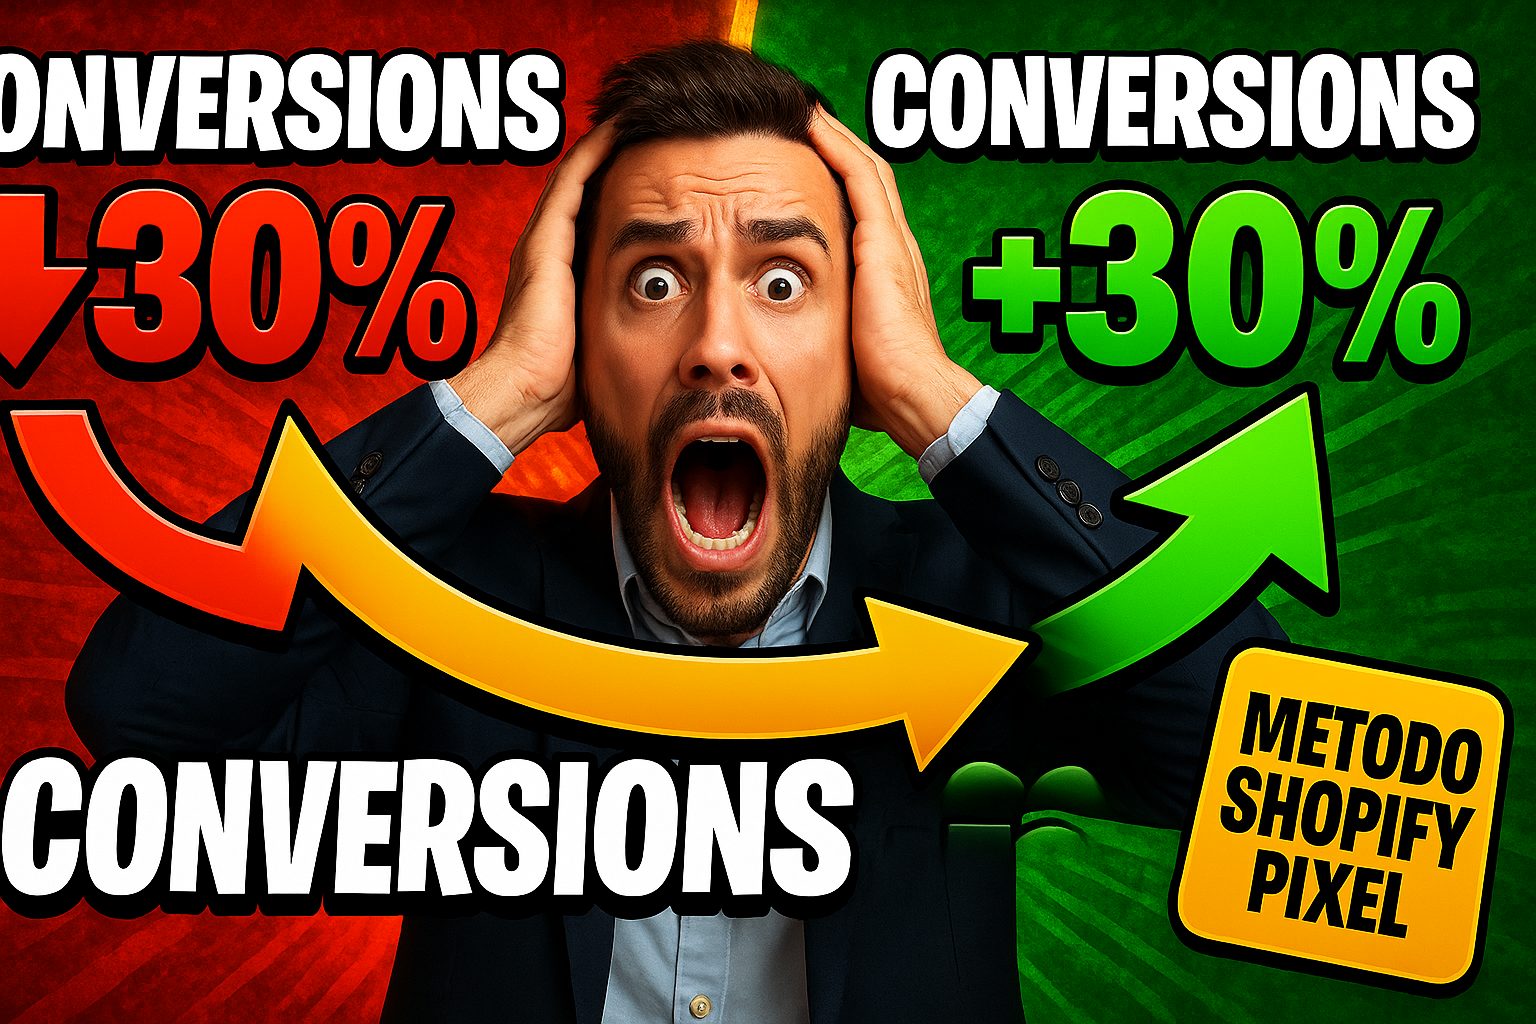 ONVERSIONS
30%
CONVERSIONS
+30%
CONVERSIONS
METODO
SHOPIFY
PIXEL